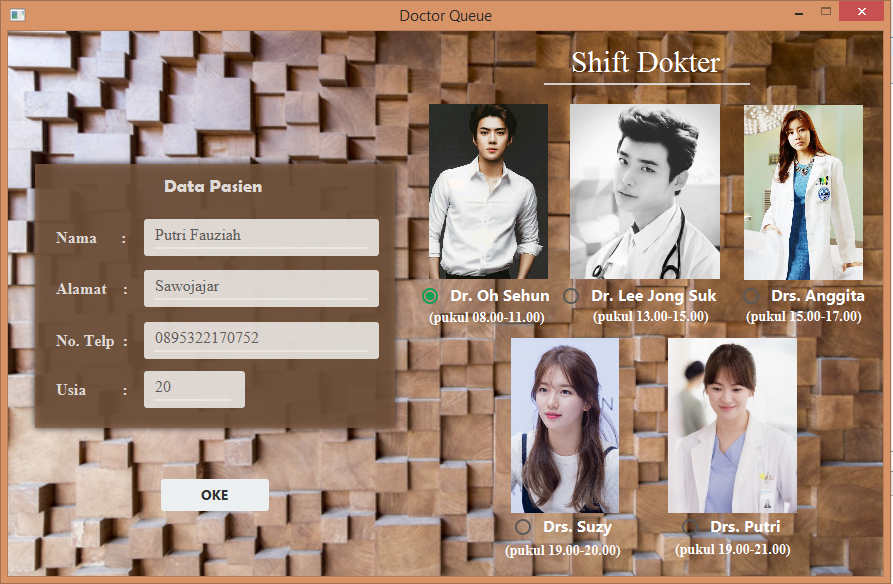 Doctor Queue
Shift Dokter
Data Pasien
Nama :
Putri Fauziah
Alamat :
Sawojajar
No. Telp :
0895322170752
Usia :
20
OKE
Dr. Oh Sehun
(pukul 08.00-11.00)
Dr. Lee Jong Suk
(pukul 13.00-15.00)
Drs. Anggita
(pukul 15.00-17.00)
Drs. Suzy
(pukul 19.00-20.00)
Drs. Putri
(pukul 19.00-21.00)